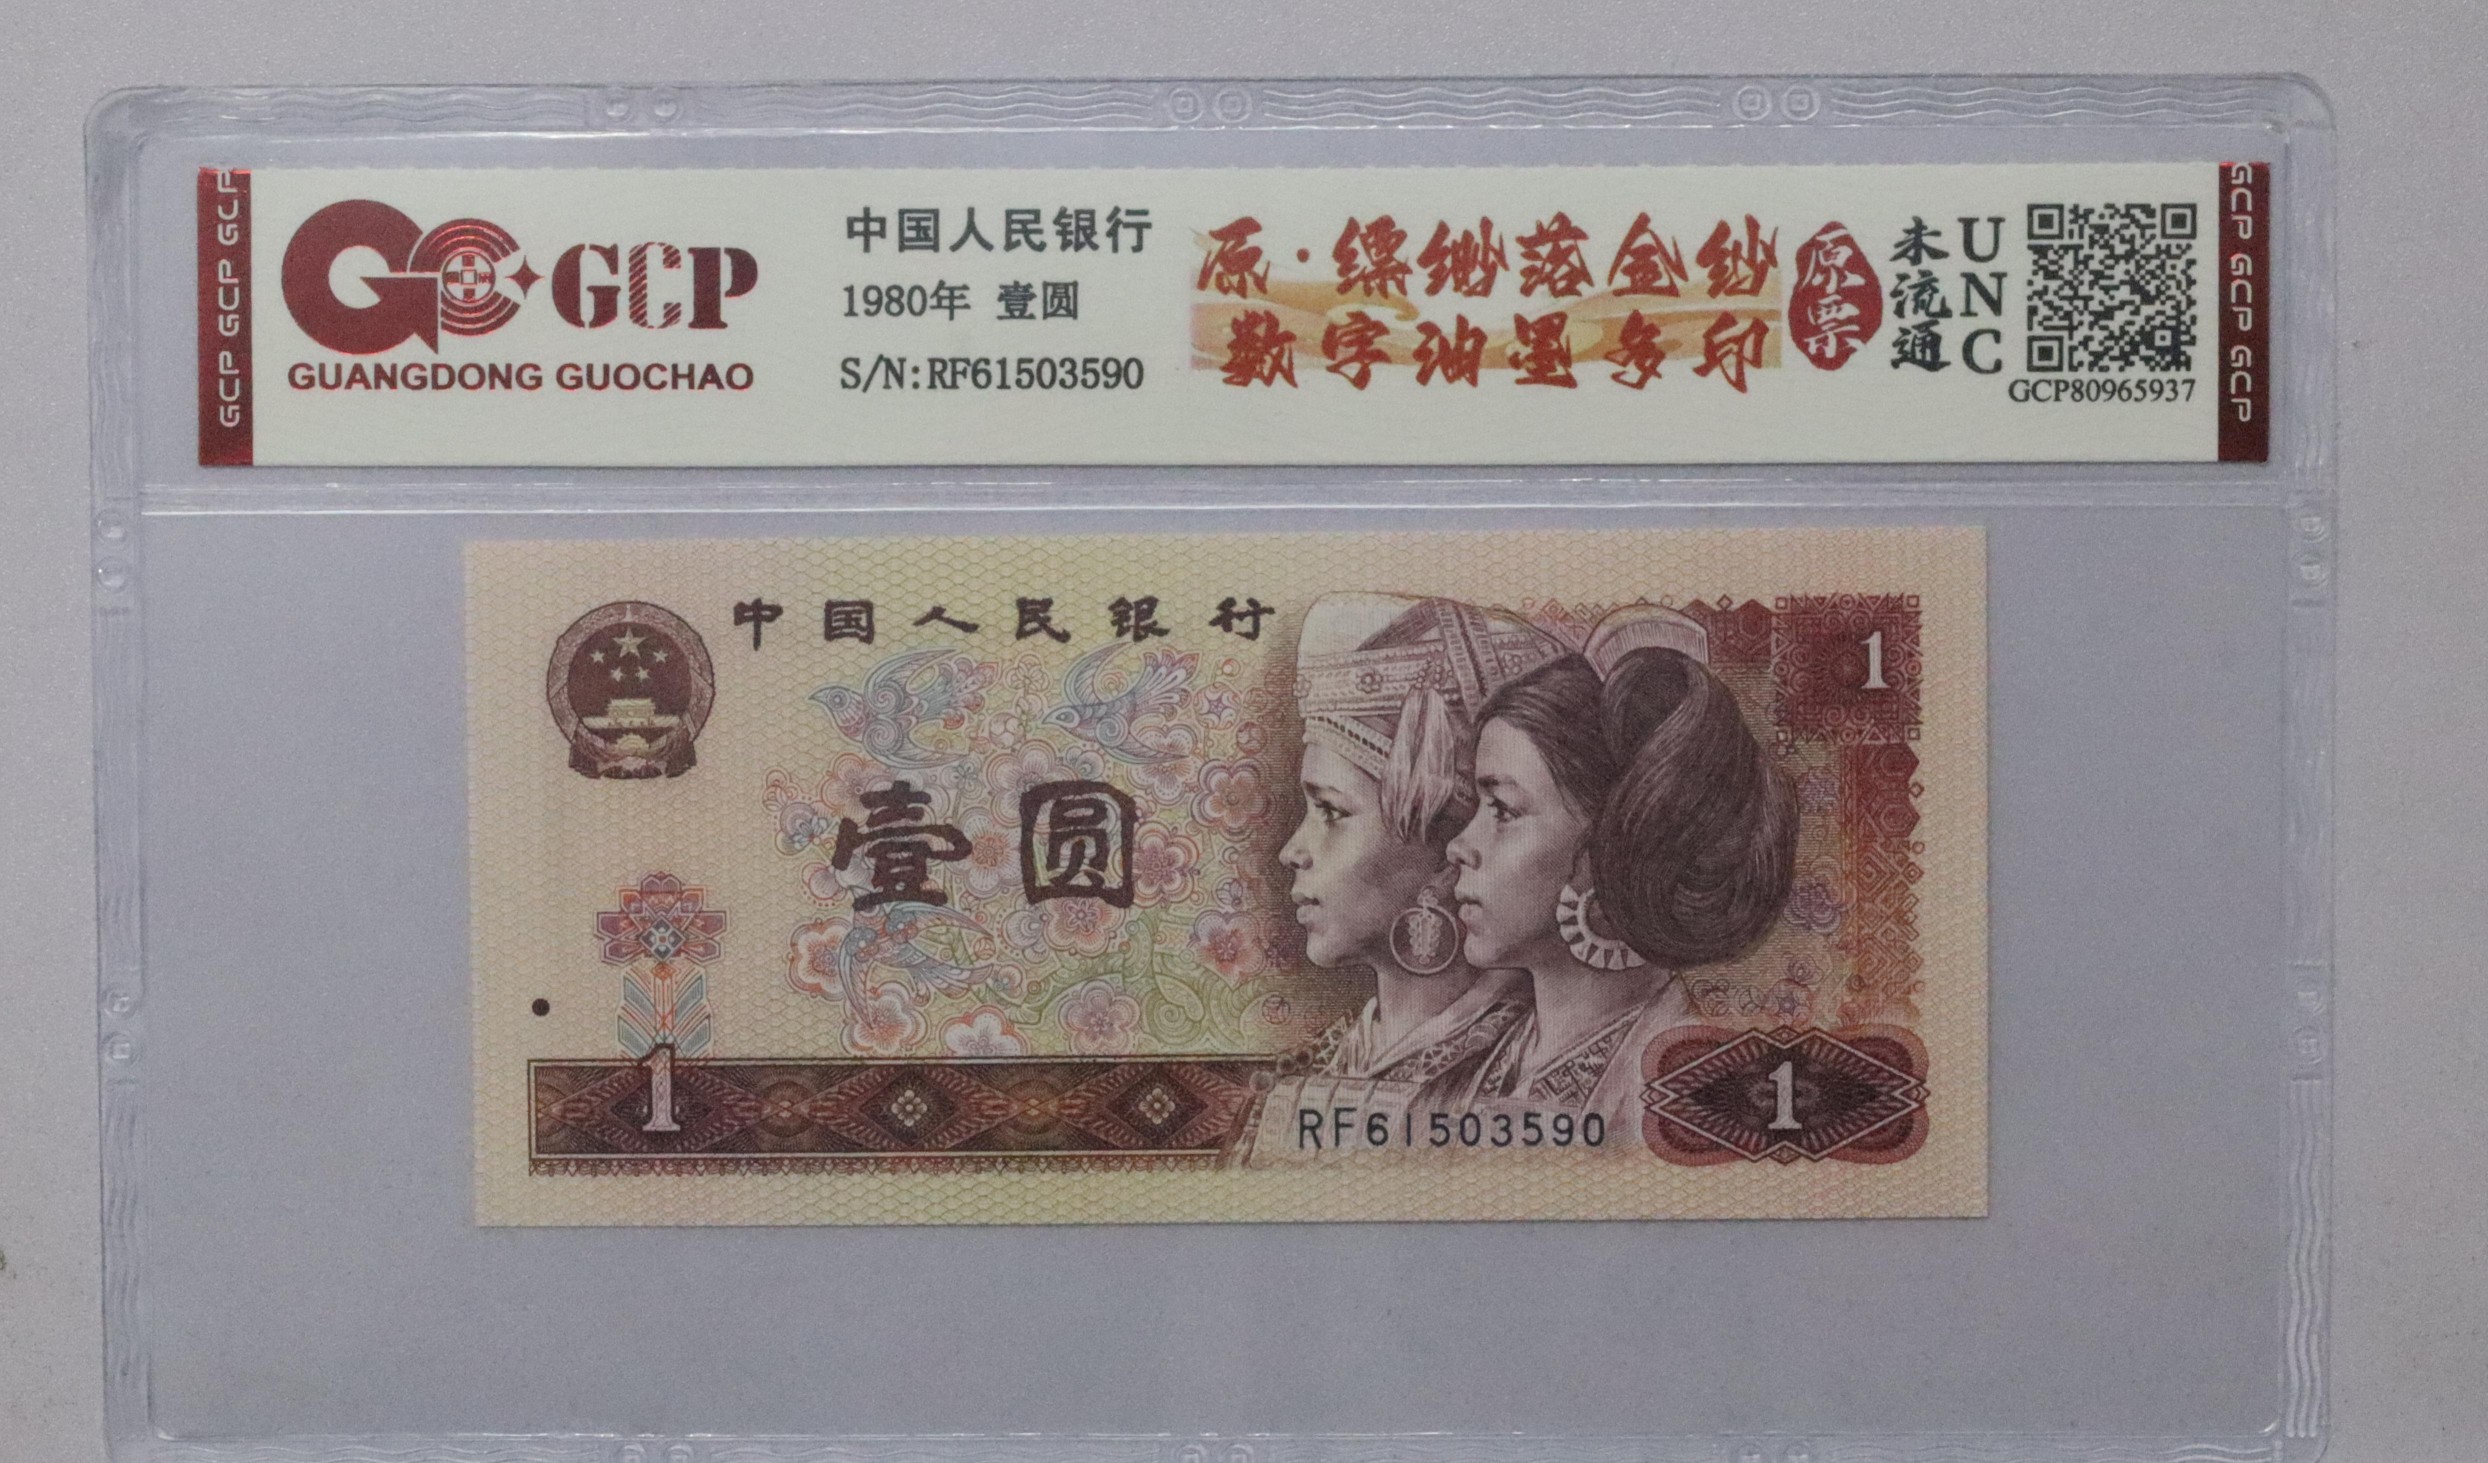 GCP GCP GCP
GCP
GUANGDONG GUOCHAO
中国人民银行
1980年 壹圆
S/N:RF61503590
原·缥缈落金纱
数字油墨多印
原票
未流通
UNC
GCP80965937
GCP GCP GCP
中国人民银行
1
壹圆
1
RF61503590
1